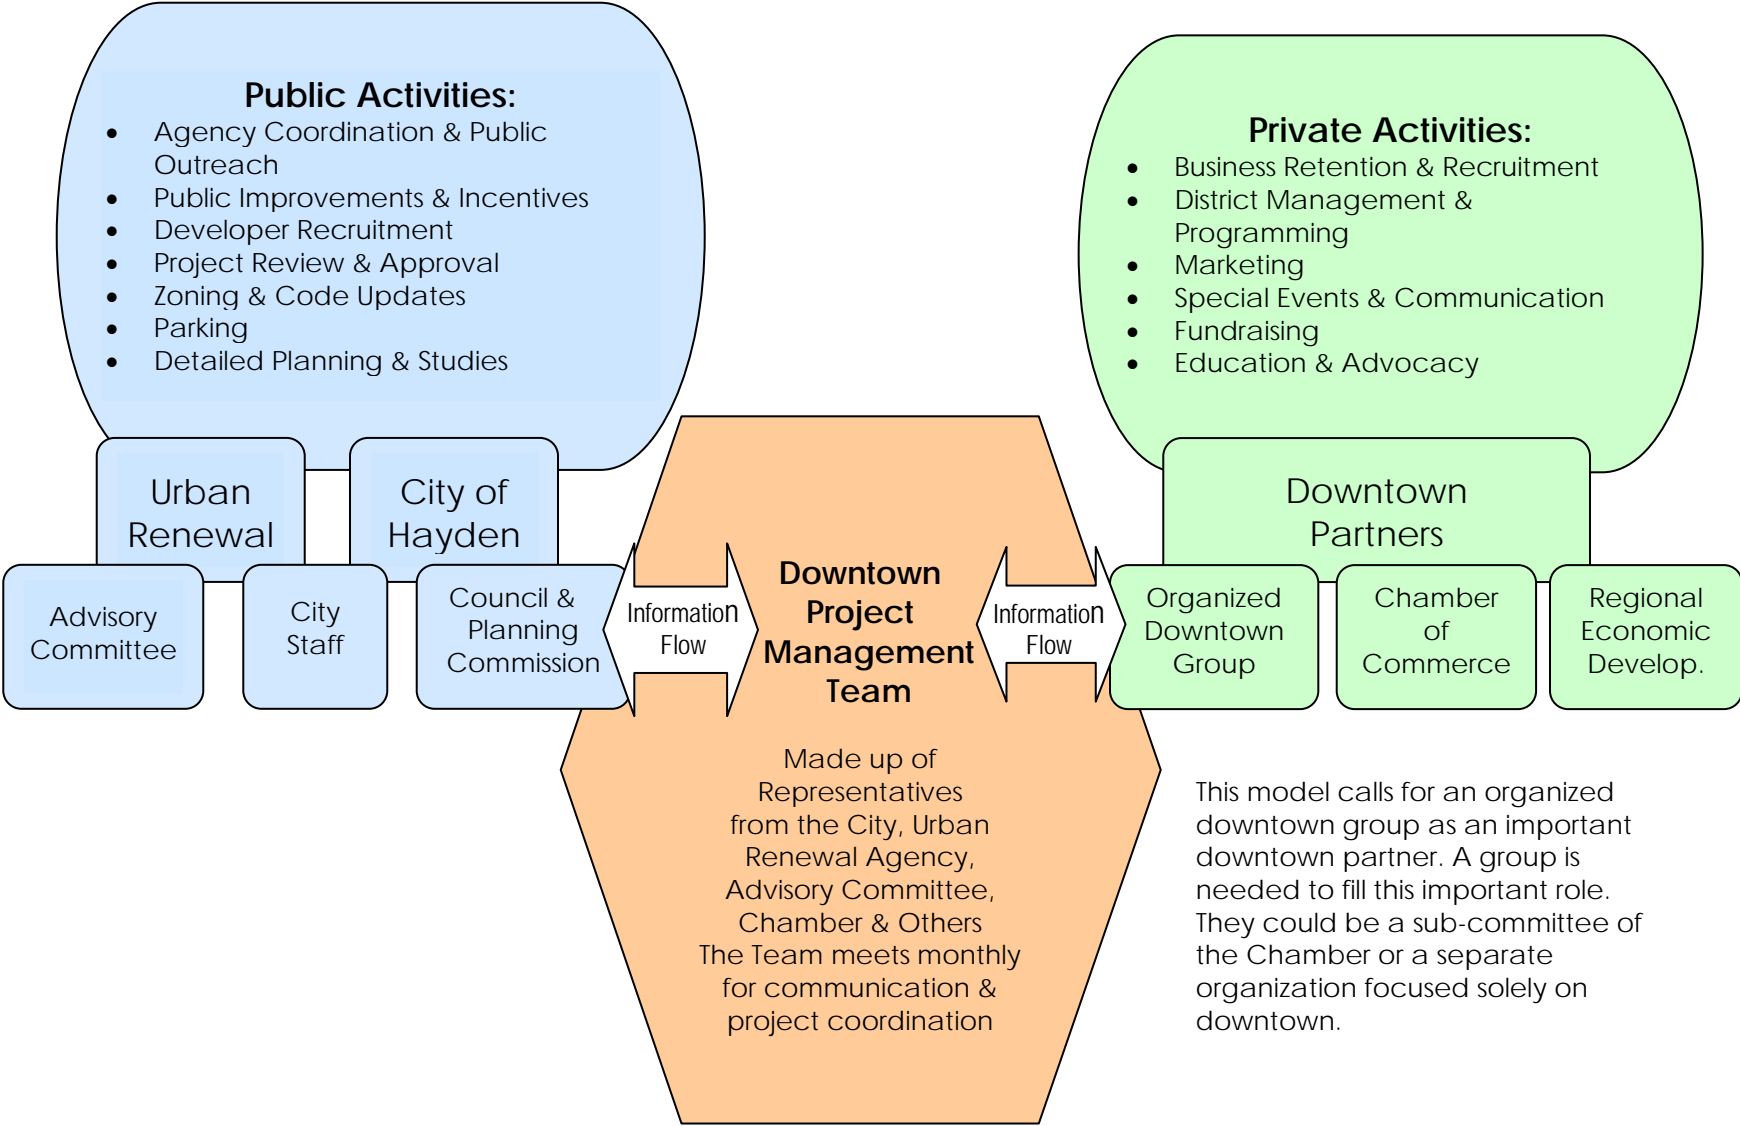 Public Activities:
• Agency Coordination & Public
Outreach
• Public Improvements & Incentives
• Developer Recruitment
• Project Review & Approval
• Zoning & Code Updates
• Parking
• Detailed Planning & Studies
Private Activities:
• Business Retention & Recruitment
• District Management &
Programming
• Marketing
• Special Events & Communication
• Fundraising
• Education & Advocacy
Urban
Renewal
City of
Hayden
Downtown
Partners
Advisory
Committee
City
Staff
Council &
Planning
Commission
Information
Flow
Downtown
Project
Management
Team
Information
Flow
Organized
Downtown
Group
Chamber
of
Commerce
Regional
Economic
Develop.
Made up of
Representatives
from the City, Urban
Renewal Agency,
Advisory Committee,
Chamber & Others
The Team meets monthly
for communication &
project coordination
This model calls for an organized
downtown group as an important
downtown partner. A group is
needed to fill this important role.
They could be a sub-committee of
the Chamber or a separate
organization focused solely on
downtown.